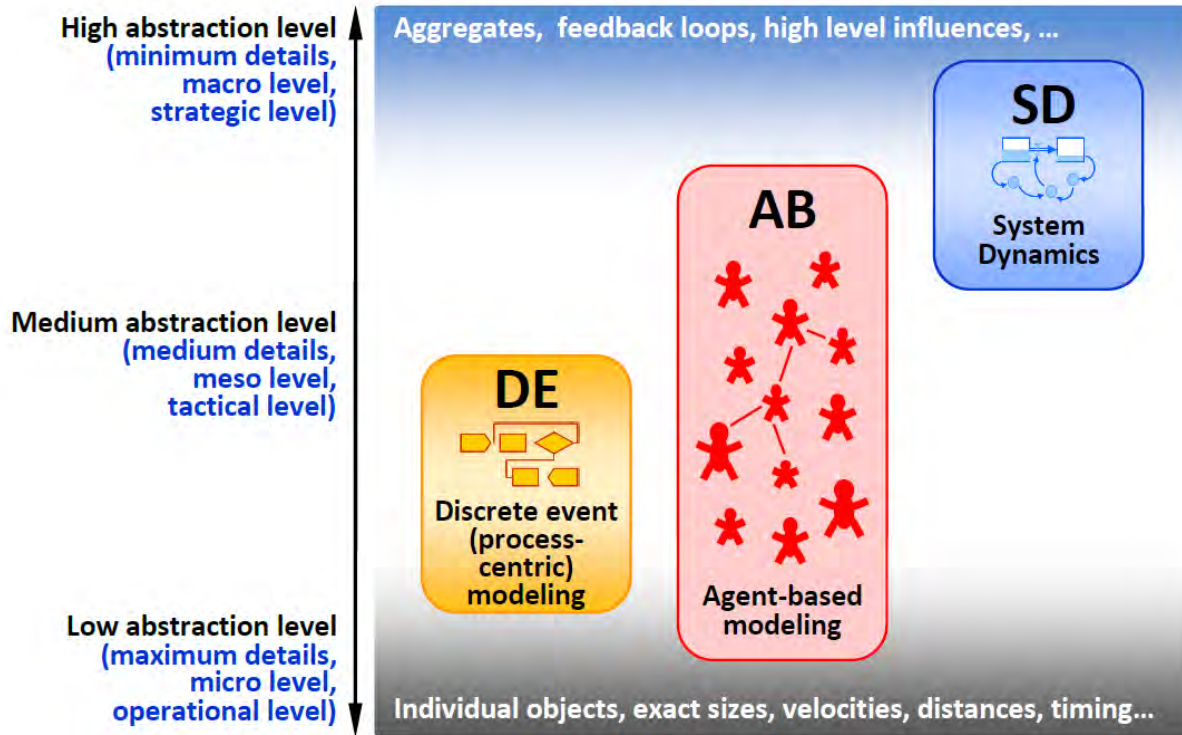 High abstraction level
(minimum details,
macro level,
strategic level)
Aggregates, feedback loops, high level influences, ...
SD
System
Dynamics
AB
Agent-based
modeling
Medium abstraction level
(medium details,
meso level,
tactical level)
DE
Discrete event
(process-
centric)
modeling
Low abstraction level
(maximum details,
micro level,
operational level)
Individual objects, exact sizes, velocities, distances, timing...